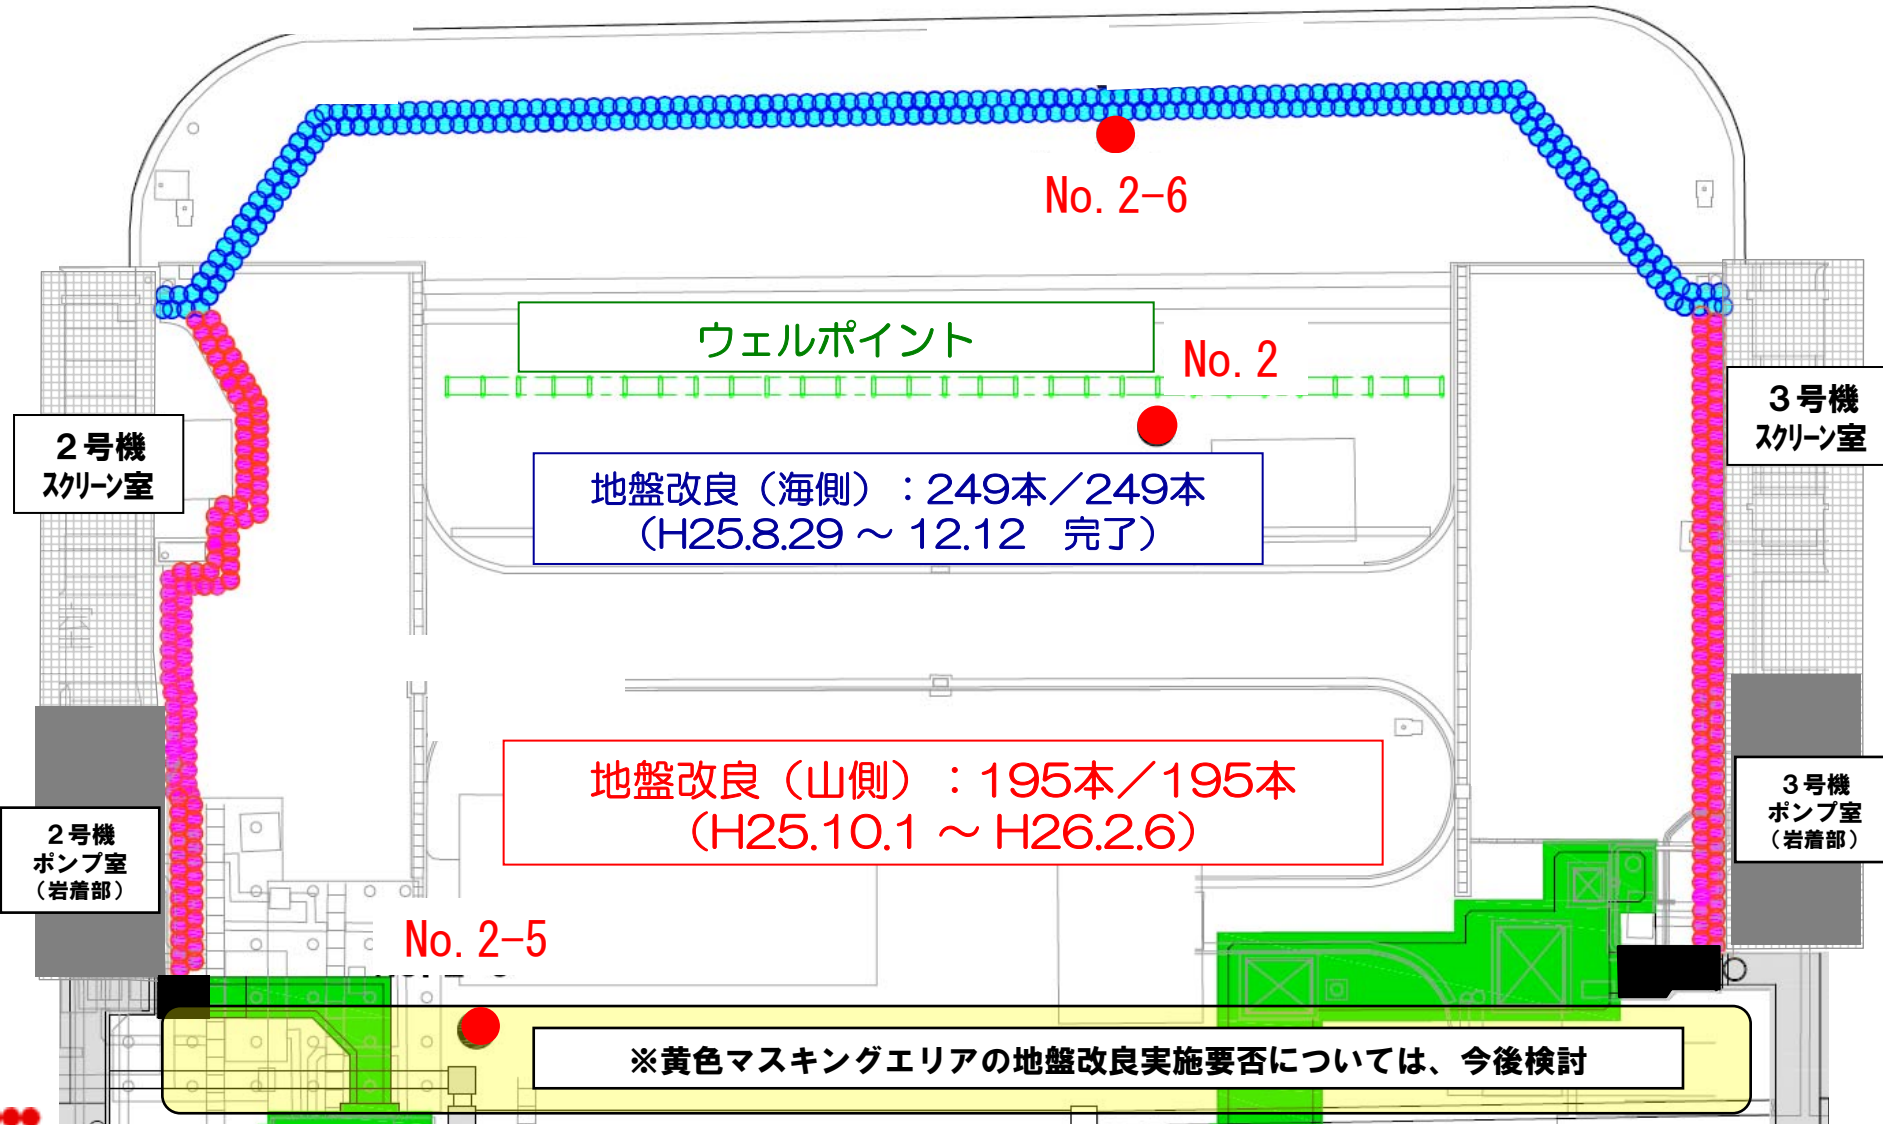 No. 2-6
ウェルポイント
No. 2
2号機
スクリーン室
3号機
スクリーン室
地盤改良（海側）：249本／249本
（H25.8.29 ～ 12.12　完了）
地盤改良（山側）：195本／195本
（H25.10.1 ～ H26.2.6）
2号機
ポンプ室
（岩着部）
3号機
ポンプ室
（岩着部）
No. 2-5
※黄色マスキングエリアの地盤改良実施要否については、今後検討